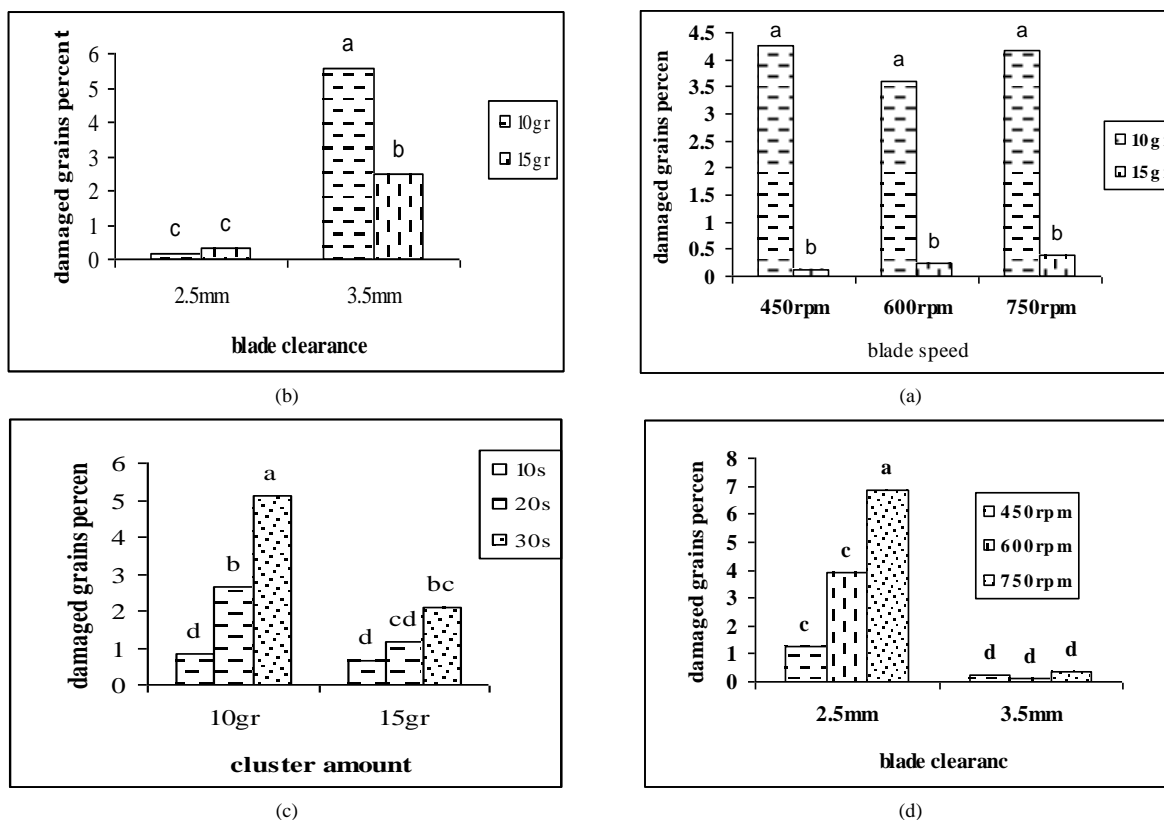 a
b
c c
6
5
4
3
2
1
0
damaged grains percent
2.5mm 3.5mm
blade clearance
10gr
15gr
(b)
a a a
b b b
4.5
4
3.5
3
2.5
2
1.5
1
0.5
0
damaged grains percen
450rpm 600rpm 750rpm
blade speed
10g
15g
(a)
a
b
bc
d d cd
6
5
4
3
2
1
0
damaged grains percen
10gr 15gr
cluster amount
10s
20s
30s
(c)
a
c
c
d d d
8
7
6
5
4
3
2
1
0
damaged grains percen
2.5mm 3.5mm
blade clearanc
450rpm
600rpm
750rpm
(d)